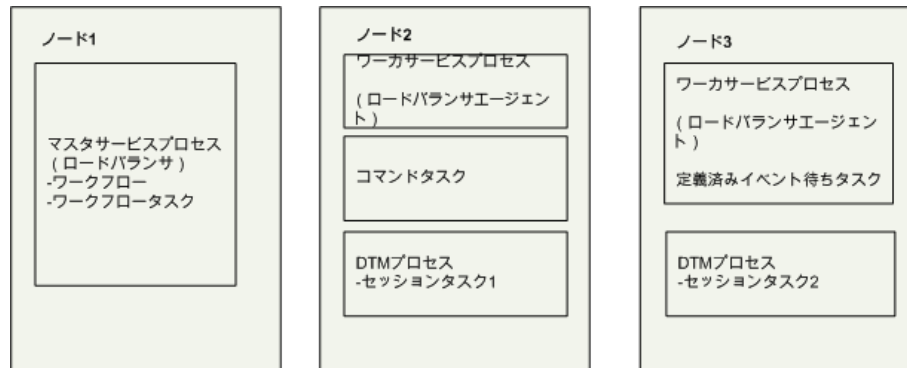 ノード1
マスタサービスプロセス
(ロードバランサ)
-ワークフロー
-ワークフロータスク
ノード2
ワーカサービスプロセス
(ロードバランサエージェン
ト)
コマンドタスク
DTMプロセス
-セッションタスク1
ノード3
ワーカサービスプロセス
(ロードバランサエージェン
ト)
定義済みイベント待ちタスク
DTMプロセス
-セッションタスク2